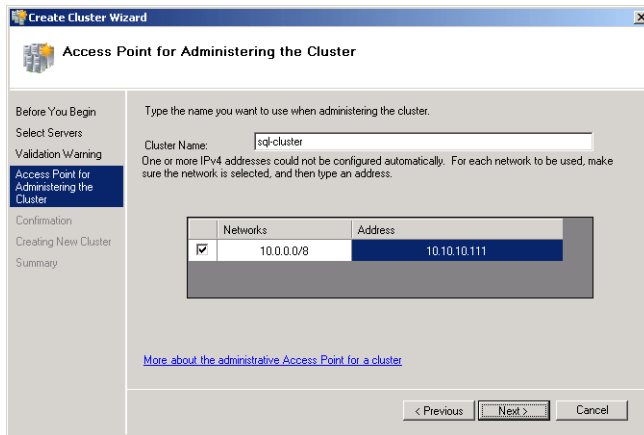 Create Cluster Wizard
Access Point for Administering the Cluster
Before You Begin
Select Servers
Validation Warning
Access Point for
Administering the
Cluster
Confirmation
Creating New Cluster
Summary
Type the name you want to use when administering the cluster.
Cluster Name:
sql-cluster
One or more IPv4 addresses could not be configured automatically. For each network to be used, make
sure the network is selected, and then type an address.
Networks
Address
10.0.0.0/8
10.10.10.111
More about the administrative Access Point for a cluster
< Previous
Next >
Cancel